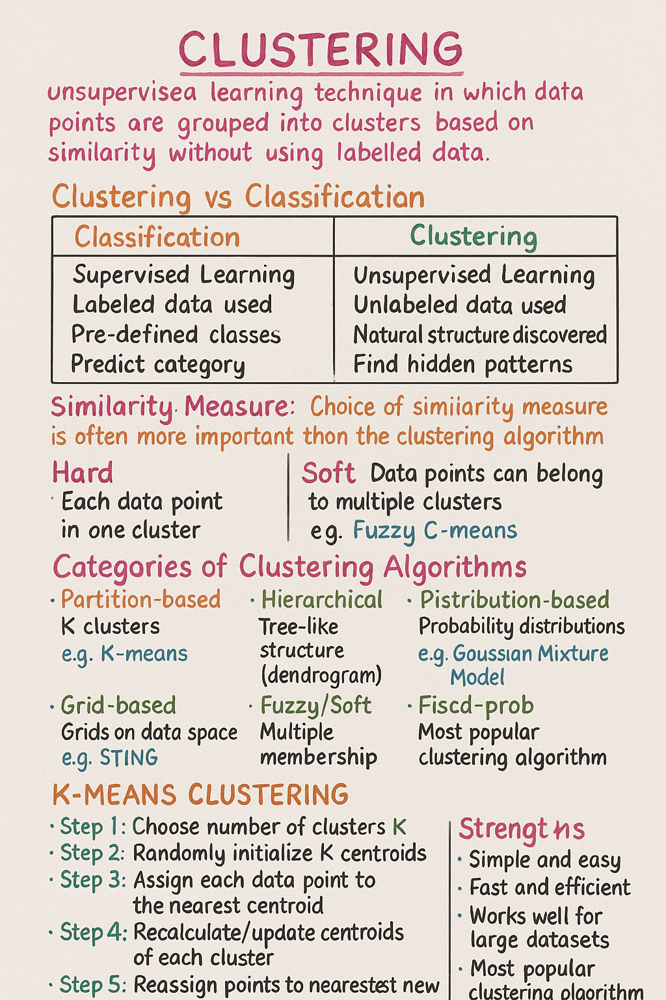 CLUSTERING
unsupervisea learning technique in which data
points are grouped into clusters based on
similarity without using labelled data.
Clustering vs Classification
Classification
Clustering
Supervised Learning
Unsupervised Learning
Labeled data used
Unlabeled data used
Pre-defined classes
Natural structure discovered
Predict category
Find hidden patterns
Similarity. Measure: Choice of simiiarity measure
is often more important thon the clustering algorithm
Hard
· Each data point
in one cluster
Soft Data points can belong
to multiple clusters
eg. Fuzzy C-means
Categories of Clustering Algorithms
· Partition-based
K clusters
e.g. K-means
· Hierarchical
Tree-like
structure
(dendrogram)
· Pistribution-based
Probability distributions
e.g. Goussian Mixture
Model
· Grid-based
Grids on data space
e.g. STING
· Fuzzy/Soft
Multiple
membership
· Fiscd-prob
Most popular
clustering algorithm
K-MEANS CLUSTERING
· Step 1: Choose number of clusters K
· Step 2: Randomly initialize K centroids
· Step 3: Assign each data point to
the nearest centroid
· Step 4: Recalculate/update centroids
of each cluster
· Step 5: Reassign points to nearestest new
Strengths
· Simple and easy
· Fast and efficient
· Works well for
large datasets
· Most popular
clustering olgorithm